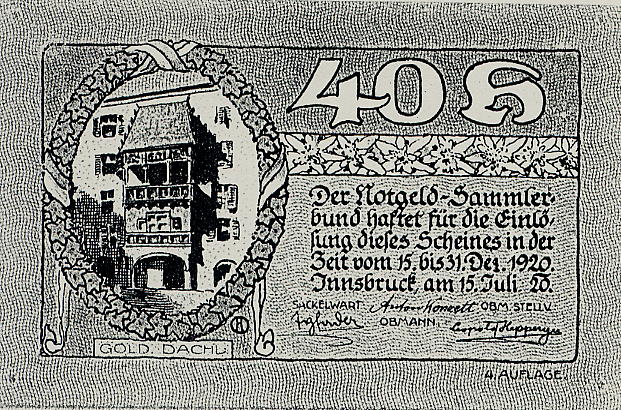 40 H
Der Notgeld-Sammler-
bund haftet für die Einlö-
sung dieses Scheines in der
Zeit vom 15. bis 31. Dez. 1920.
Innsbruck am 15. Juli 20.
SÄCKELWART OBM. STELLV.
OBMANN
GOLD. DACHL
4. AUFLAGE.